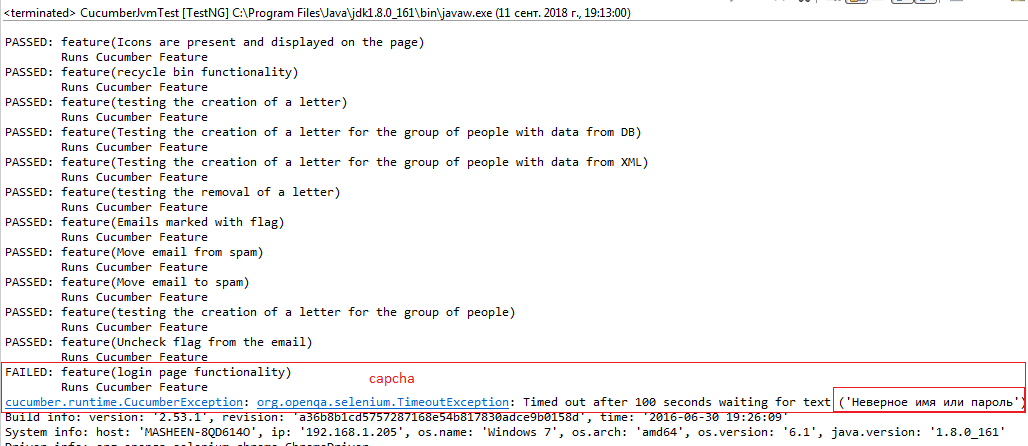 <terminated> CucumberJvmTest [TestNG] C:\Program Files\Java\jdk1.8.0_161\bin\javaw.exe (11 сент. 2018 г., 19:13:00)
PASSED: feature(Icons are present and displayed on the page)
Runs Cucumber Feature
PASSED: feature(recycle bin functionality)
Runs Cucumber Feature
PASSED: feature(testing the creation of a letter)
Runs Cucumber Feature
PASSED: feature(Testing the creation of a letter for the group of people with data from DB)
Runs Cucumber Feature
PASSED: feature(Testing the creation of a letter for the group of people with data from XML)
Runs Cucumber Feature
PASSED: feature(testing the removal of a letter)
Runs Cucumber Feature
PASSED: feature(Emails marked with flag)
Runs Cucumber Feature
PASSED: feature(Move email from spam)
Runs Cucumber Feature
PASSED: feature(Move email to spam)
Runs Cucumber Feature
PASSED: feature(testing the creation of a letter for the group of people)
Runs Cucumber Feature
PASSED: feature(Uncheck flag from the email)
Runs Cucumber Feature
FAILED: feature(login page functionality)
capcha
Runs Cucumber Feature
cucumber.runtime.CucumberException: org.openqa.selenium.TimeoutException: Timed out after 100 seconds waiting for text ('Неверное имя или пароль')
Build info: version: '2.53.1', revision: 'a36b8b1cd5757287168e54b817830adce9b0158d', time: '2016-06-30 19:26:09'
System info: host: 'MASHEEN-8QD614O', ip: '192.168.1.205', os.name: 'Windows 7', os.arch: 'amd64', os.version: '6.1', java.version: '1.8.0_161'